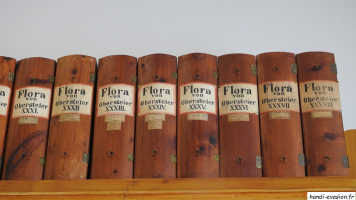 Flora
von
Obersteier
XXXI.
Flora
von
Obersteier
XXXII
Flora
von
Obersteier
XXXIII.
Flora
von
Obersteier
XXXIV.
Flora
von
Obersteier
XXXV.
Flora
von
Obersteier
XXXVI
Flora
von
Obersteier
XXXVII
Flora
von
Obersteier
XXXVIII
handi-evasion.fr